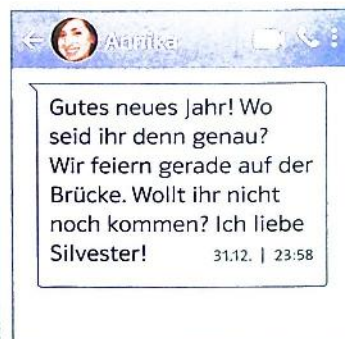 Annika
Gutes neues Jahr! Wo
seid ihr denn genau?
Wir feiern gerade auf der
Brücke. Wollt ihr nicht
noch kommen? Ich liebe
Silvester! 31.12. | 23:58